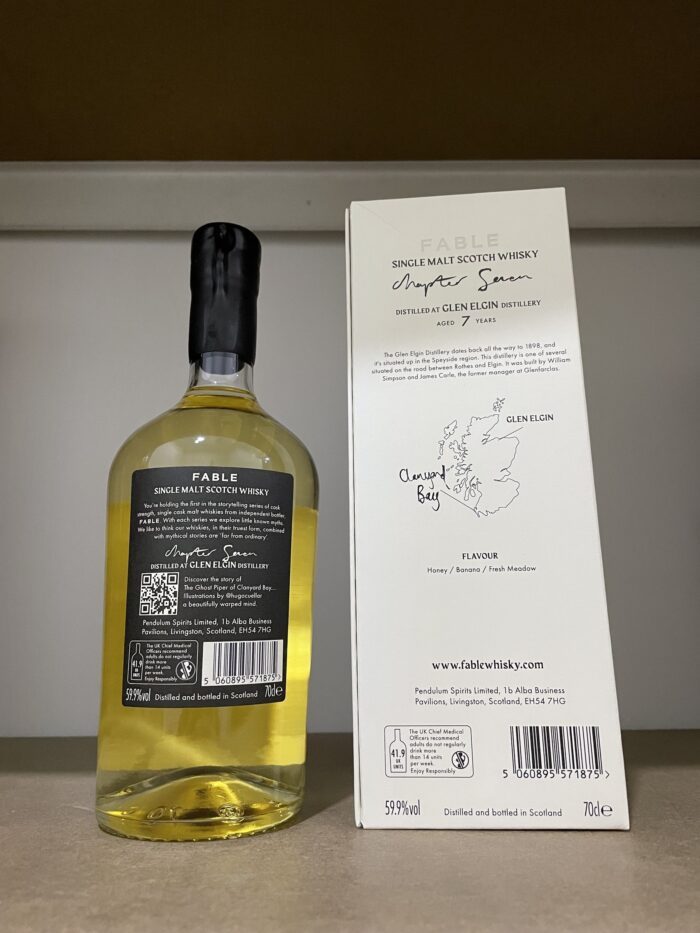 FABLE
SINGLE MALT SCOTCH WHISKY
You're holding the first in the storytelling series of cask
strength, single cask malt whiskies from independent bottler,
FABLE. With each series we explore little known myths.
We like to think our whiskies, in their truest form, combined
with mythical stories are 'far from ordinary'
Chapter Seven
DISTILLED AT GLEN ELGIN DISTILLERY
Discover the story of
The Ghost Piper of Clanyard Bay...
Illustrations by @hugocuellar
a beautifully warped mind.
Pendulum Spirits Limited, 1b Alba Business
Pavilions, Livingston, Scotland, EH54 7HG
41.9
UK
UNITS
The UK Chief Medical
Officers recommend
adults do not regularly
drink more
than 14 units
per week.
Enjoy Responsibly
5 060895 571875 >
59.9%vol
Distilled and bottled in Scotland
70cl e
FABLE
SINGLE MALT SCOTCH WHISKY
Chapter Seven
DISTILLED AT GLEN ELGIN DISTILLERY
AGED 7 YEARS
The Glen Elgin Distillery dates back all the way to 1898, and
it's situated up in the Speyside region. This distillery is one of several
situated on the road between Rothes and Elgin. It was built by William
Simpson and James Carle, the former manager at Glenfarclas.
GLEN ELGIN
Clanyard
Bay
FLAVOUR
Honey / Banana / Fresh Meadow
www.fablewhisky.com
Pendulum Spirits Limited, 1b Alba Business
Pavilions, Livingston, Scotland, EH54 7HG
41.9
UK
UNITS
The UK Chief Medical
Officers recommend
adults do not regularly
drink more
than 14 units
per week.
Enjoy Responsibly
5 060895 571875 >
59.9%vol
Distilled and bottled in Scotland
70cl e